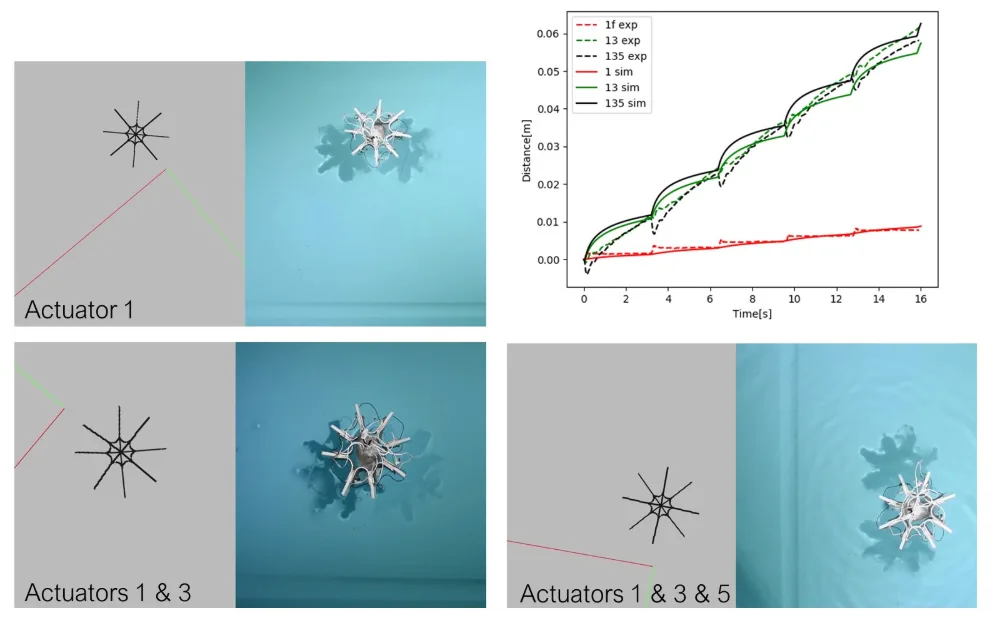 Actuator 1
1f exp
13 exp
135 exp
1 sim
13 sim
135 sim
Distance[m]
0.06
0.05
0.04
0.03
0.02
0.01
0.00
0 2 4 6 8 10 12 14 16
Time[s]
Actuators 1 & 3
Actuators 1 & 3 & 5